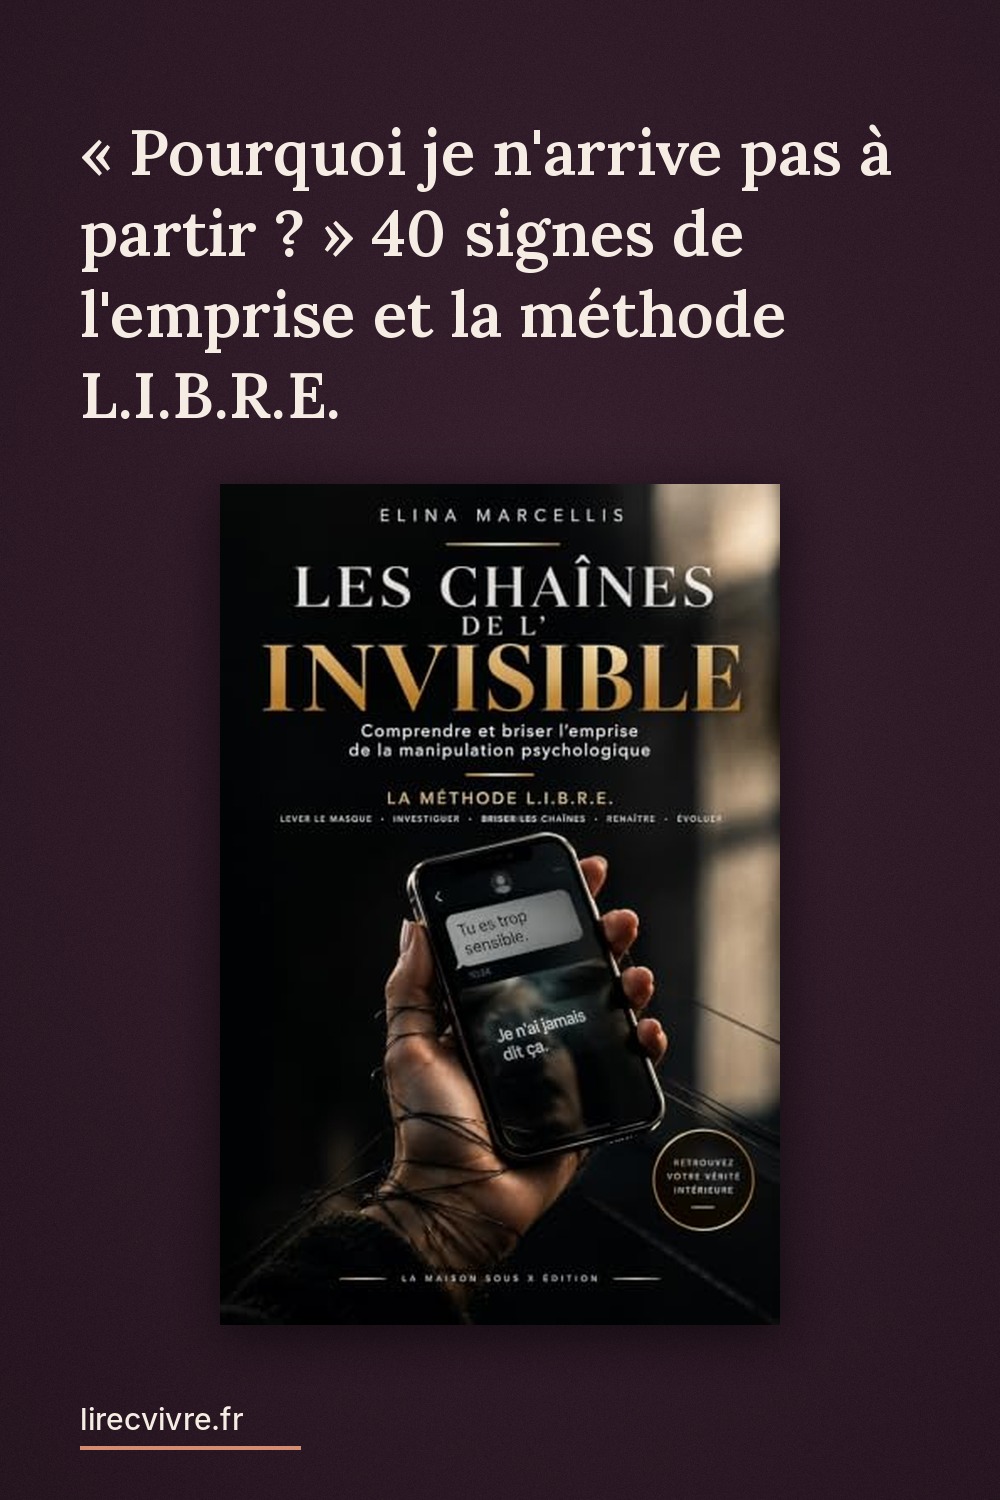 « Pourquoi je n'arrive pas à
partir ? » 40 signes de
l'emprise et la méthode
L.I.B.R.E.
ELINA MARCELLIS
LES CHAÎNES
DE L'
INVISIBLE
Comprendre et briser l'emprise
de la manipulation psychologique
LA MÉTHODE L.I.B.R.E.
LEVER LE MASQUE • INVESTIGUER • BRISER LES CHAÎNES • RENAÎTRE • ÉVOLUER
Tu es trop
sensible.
Je n'ai jamais
dit ça.
RETROUVEZ
VOTRE VÉRITÉ
INTÉRIEURE
LA MAISON SOUS X ÉDITION
lirecvivre.fr